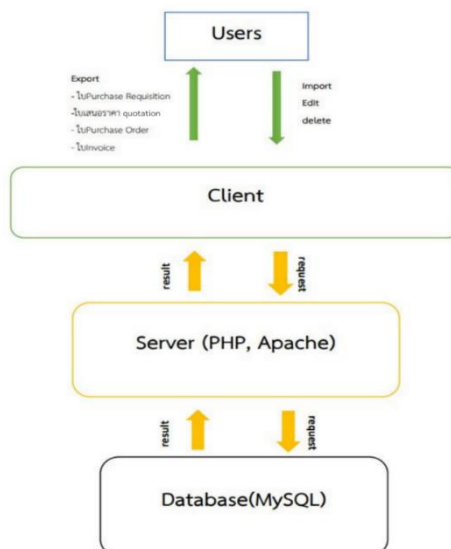 Users
Export
- ใบPurchase Requisition
-ใบเสนอราคา quotation
- ใบPurchase Order
- ใบInvoice
Import
Edit
delete
Client
result
request
Server (PHP, Apache)
result
request
Database(MySQL)